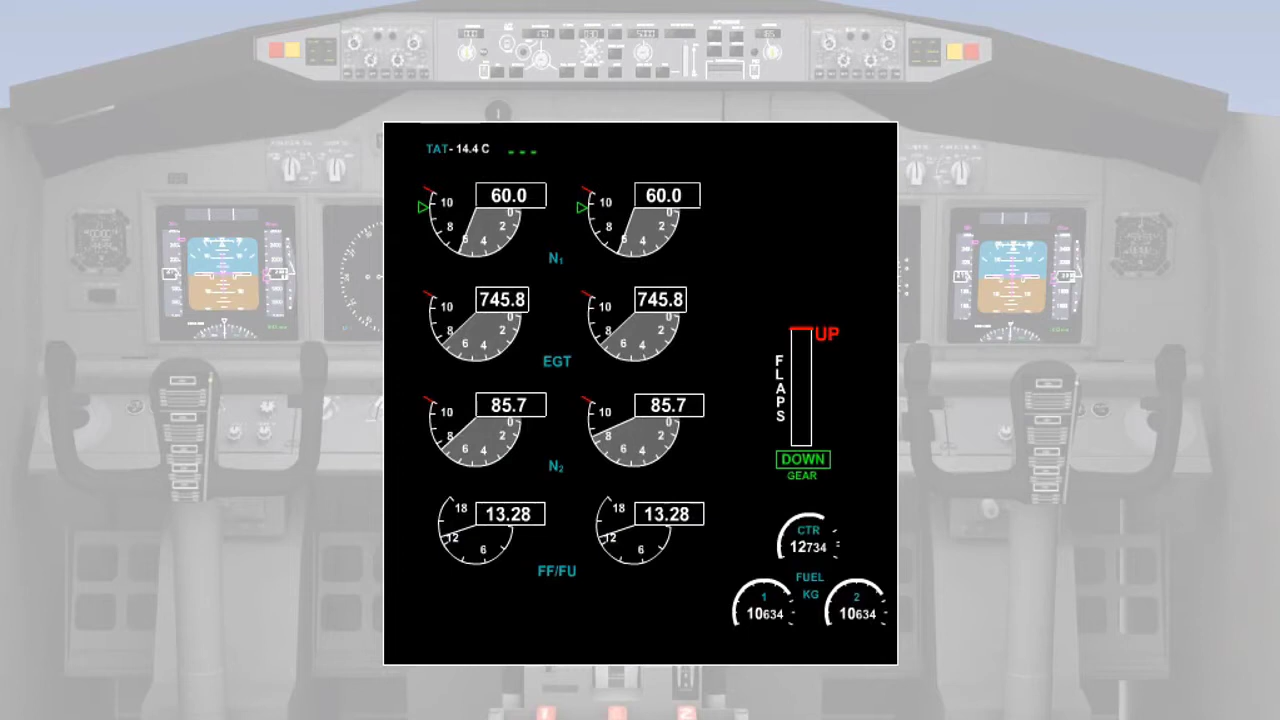 TAT - 14.4 C - - -
10 8 6 4 2 0 60.0
10 8 6 4 2 0 60.0
N₁
10 8 6 4 2 0 745.8
10 8 6 4 2 0 745.8
EGT
10 8 6 4 2 0 85.7
10 8 6 4 2 0 85.7
N₂
18 12 6 13.28
18 12 6 13.28
FF/FU
UP
FLAPS
DOWN
GEAR
CTR
12734
FUEL
KG
1
10634
2
10634